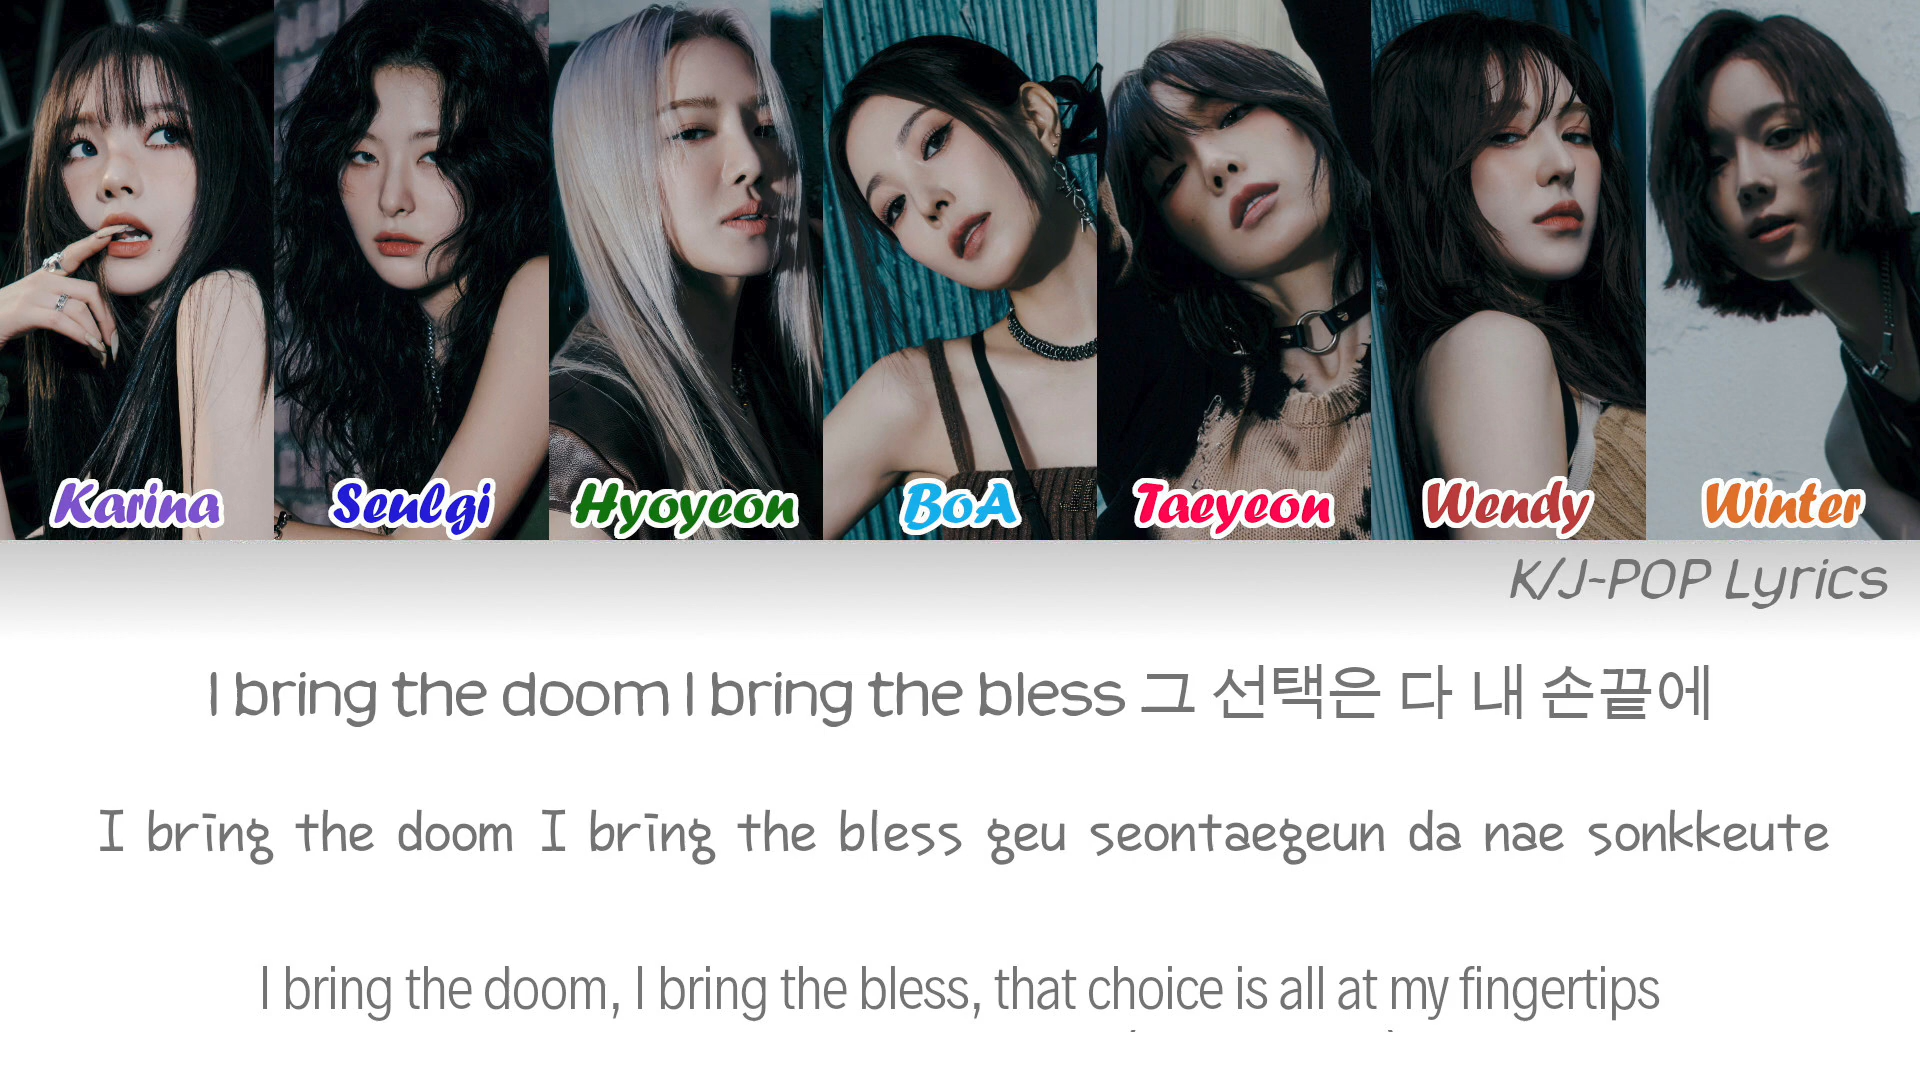 Karina Seulgi Hyoyeon BoA Taeyeon Wendy Winter
K/J-POP Lyrics
I bring the doom I bring the bless 그 선택은 다 내 손끝에
I bring the doom I bring the bless geu seontaegeun da nae sonkkeute
I bring the doom, I bring the bless, that choice is all at my fingertips